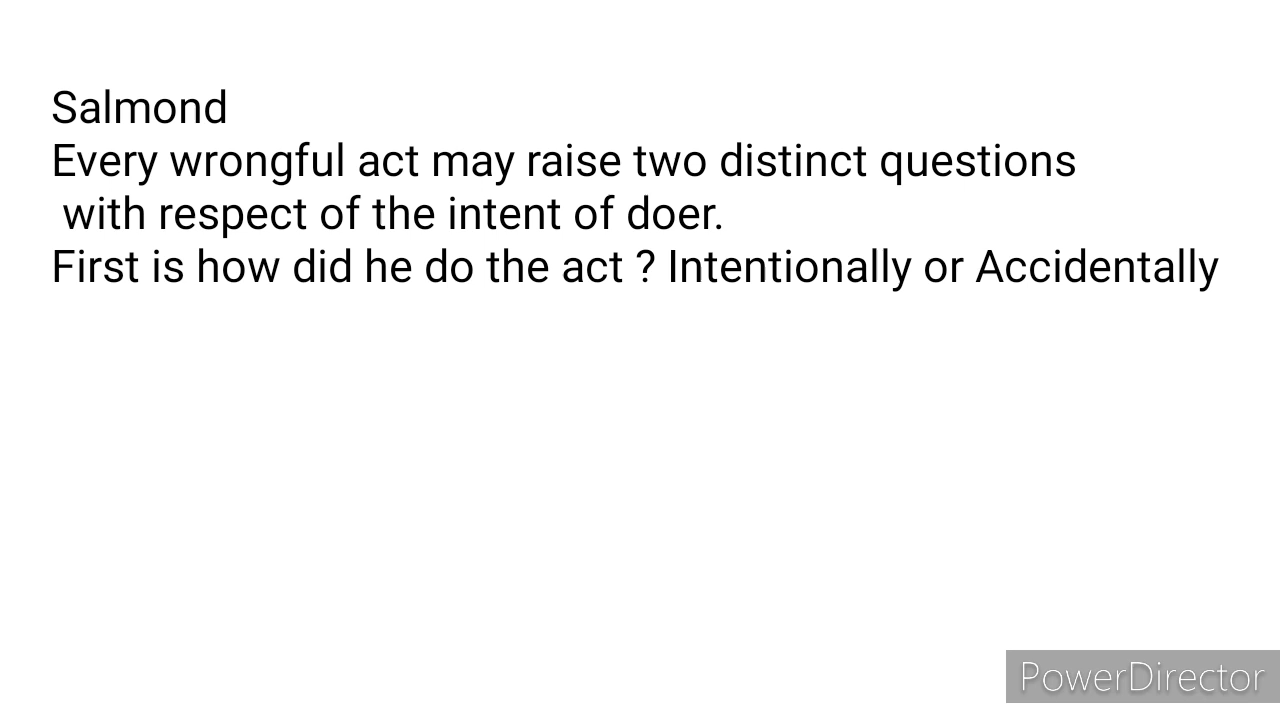 Salmond
Every wrongful act may raise two distinct questions
with respect of the intent of doer.
First is how did he do the act ? Intentionally or Accidentally
PowerDirector